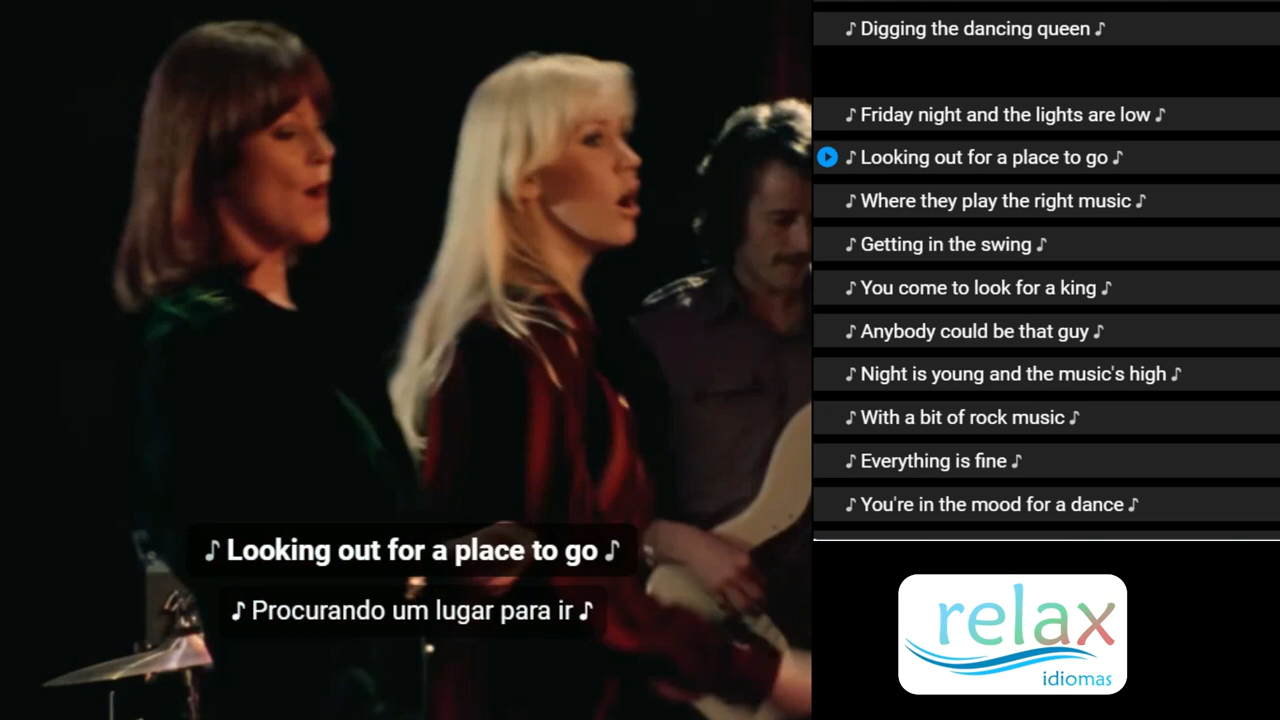 ♪ Digging the dancing queen ♪
♪ Friday night and the lights are low ♪
♪ Looking out for a place to go ♪
♪ Where they play the right music ♪
♪ Getting in the swing ♪
♪ You come to look for a king ♪
♪ Anybody could be that guy ♪
♪ Night is young and the music's high ♪
♪ With a bit of rock music ♪
♪ Everything is fine ♪
♪ You're in the mood for a dance ♪
♪ Looking out for a place to go ♪
♪ Procurando um lugar para ir ♪
relax
idiomas